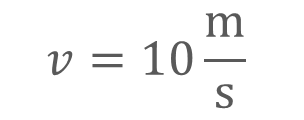 v = 10 m/s